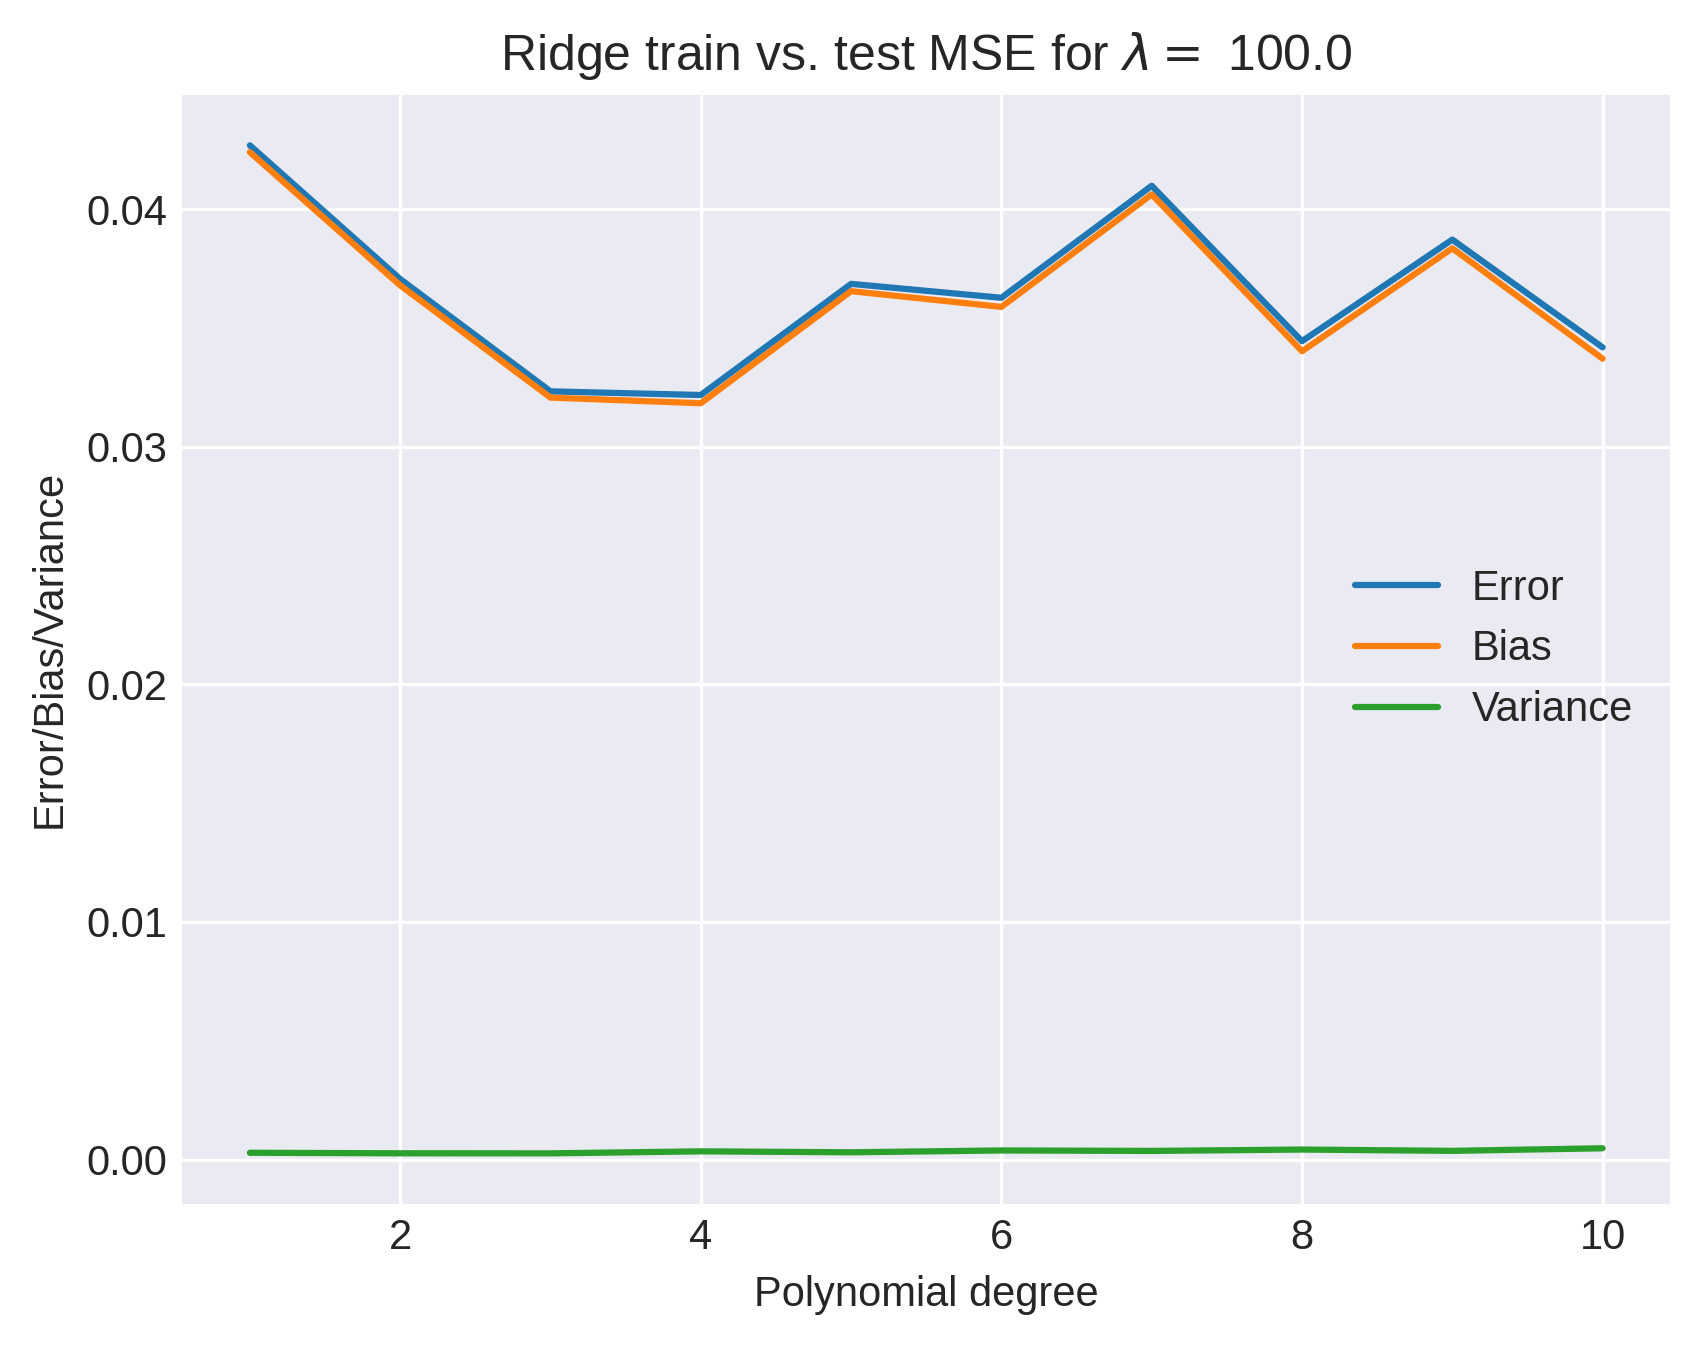 Ridge train vs. test MSE for λ = 100.0
Error/Bias/Variance
0.04
0.03
0.02
0.01
0.00
Error
Bias
Variance
2 4 6 8 10
Polynomial degree